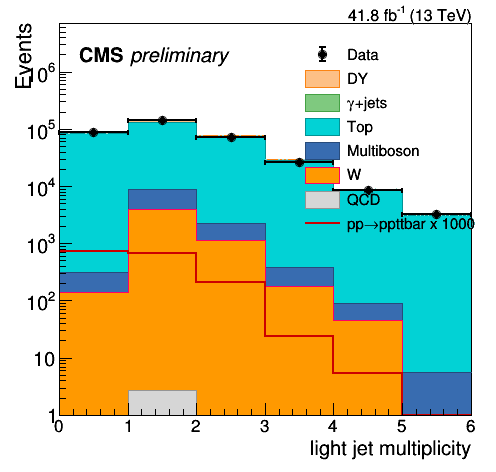 41.8 fb⁻¹ (13 TeV)
Events
CMS preliminary
Data
DY
γ+jets
Top
Multiboson
W
QCD
pp→ppttbar x 1000
10⁶
10⁵
10⁴
10³
10²
10
1
0 1 2 3 4 5 6
light jet multiplicity